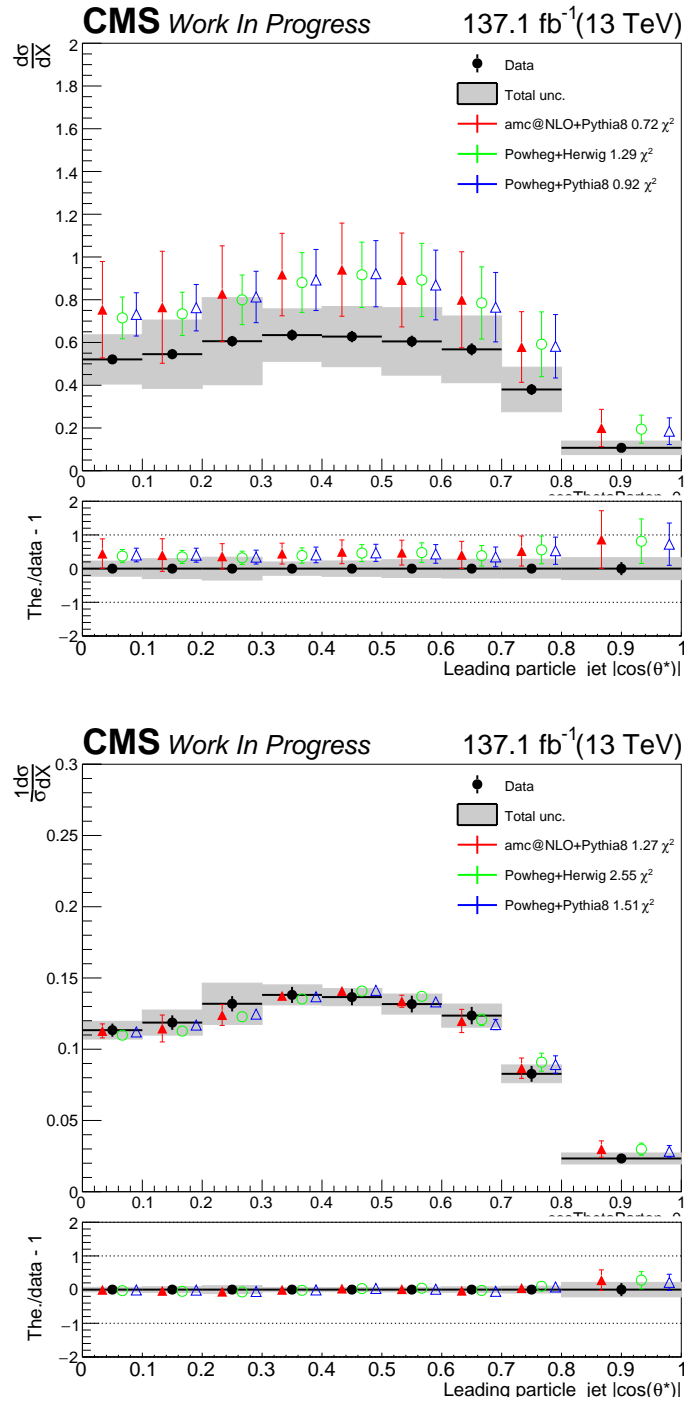 CMS Work In Progress 137.1 fb⁻¹(13 TeV)
dσ
dX
2
1.8
1.6
1.4
1.2
1
0.8
0.6
0.4
0.2
0
Data
Total unc.
amc@NLO+Pythia8 0.72 χ²
Powheg+Herwig 1.29 χ²
Powheg+Pythia8 0.92 χ²
0 0.1 0.2 0.3 0.4 0.5 0.6 0.7 0.8 0.9 1
The./data - 1
2
1
0
−1
−2
0 0.1 0.2 0.3 0.4 0.5 0.6 0.7 0.8 0.9 1
Leading particle jet |cos(θ*)|
CMS Work In Progress 137.1 fb⁻¹(13 TeV)
1dσ
σdX
0.3
0.25
0.2
0.15
0.1
0.05
0
Data
Total unc.
amc@NLO+Pythia8 1.27 χ²
Powheg+Herwig 2.55 χ²
Powheg+Pythia8 1.51 χ²
0 0.1 0.2 0.3 0.4 0.5 0.6 0.7 0.8 0.9 1
The./data - 1
2
1
0
−1
−2
0 0.1 0.2 0.3 0.4 0.5 0.6 0.7 0.8 0.9 1
Leading particle jet |cos(θ*)|